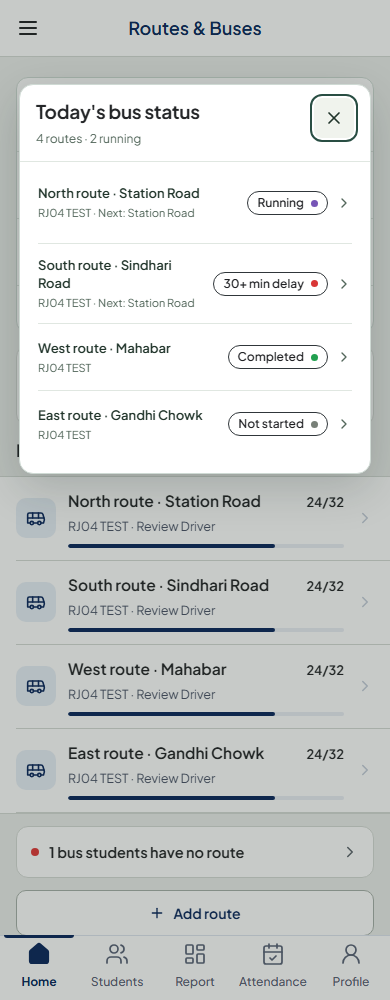 Routes & Buses
Today's bus status
4 routes · 2 running
North route · Station Road
RJ04 TEST · Next: Station Road
Running
South route · Sindhari
Road
RJ04 TEST · Next: Station Road
30+ min delay
West route · Mahabar
RJ04 TEST
Completed
East route · Gandhi Chowk
RJ04 TEST
Not started
North route · Station Road
24/32
RJ04 TEST · Review Driver
South route · Sindhari Road
24/32
RJ04 TEST · Review Driver
West route · Mahabar
24/32
RJ04 TEST · Review Driver
East route · Gandhi Chowk
24/32
RJ04 TEST · Review Driver
1 bus students have no route
+ Add route
Home
Students
Report
Attendance
Profile